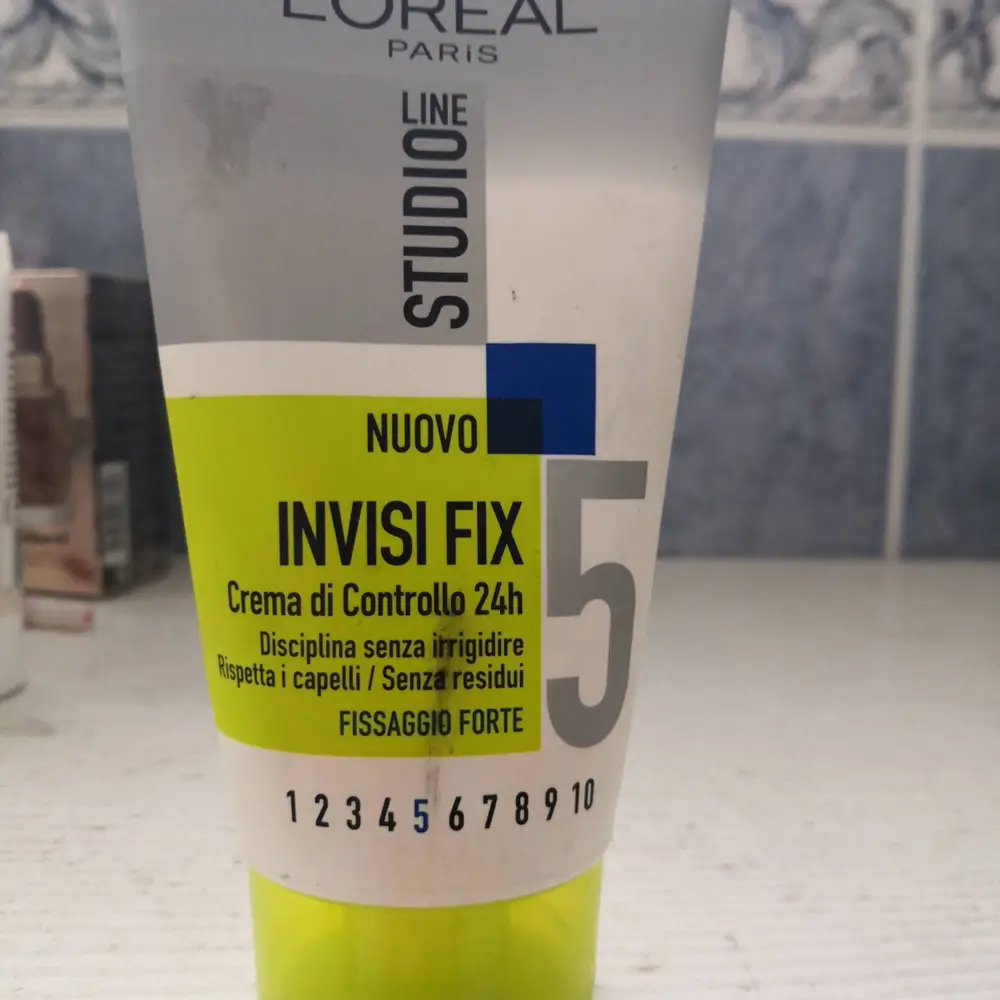 L'ORÉAL
PARIS
STUDIO LINE
NUOVO
INVISI FIX
5
Crema di Controllo 24h
Disciplina senza irrigidire
Rispetta i capelli / Senza residui
FISSAGGIO FORTE
1 2 3 4 5 6 7 8 9 10